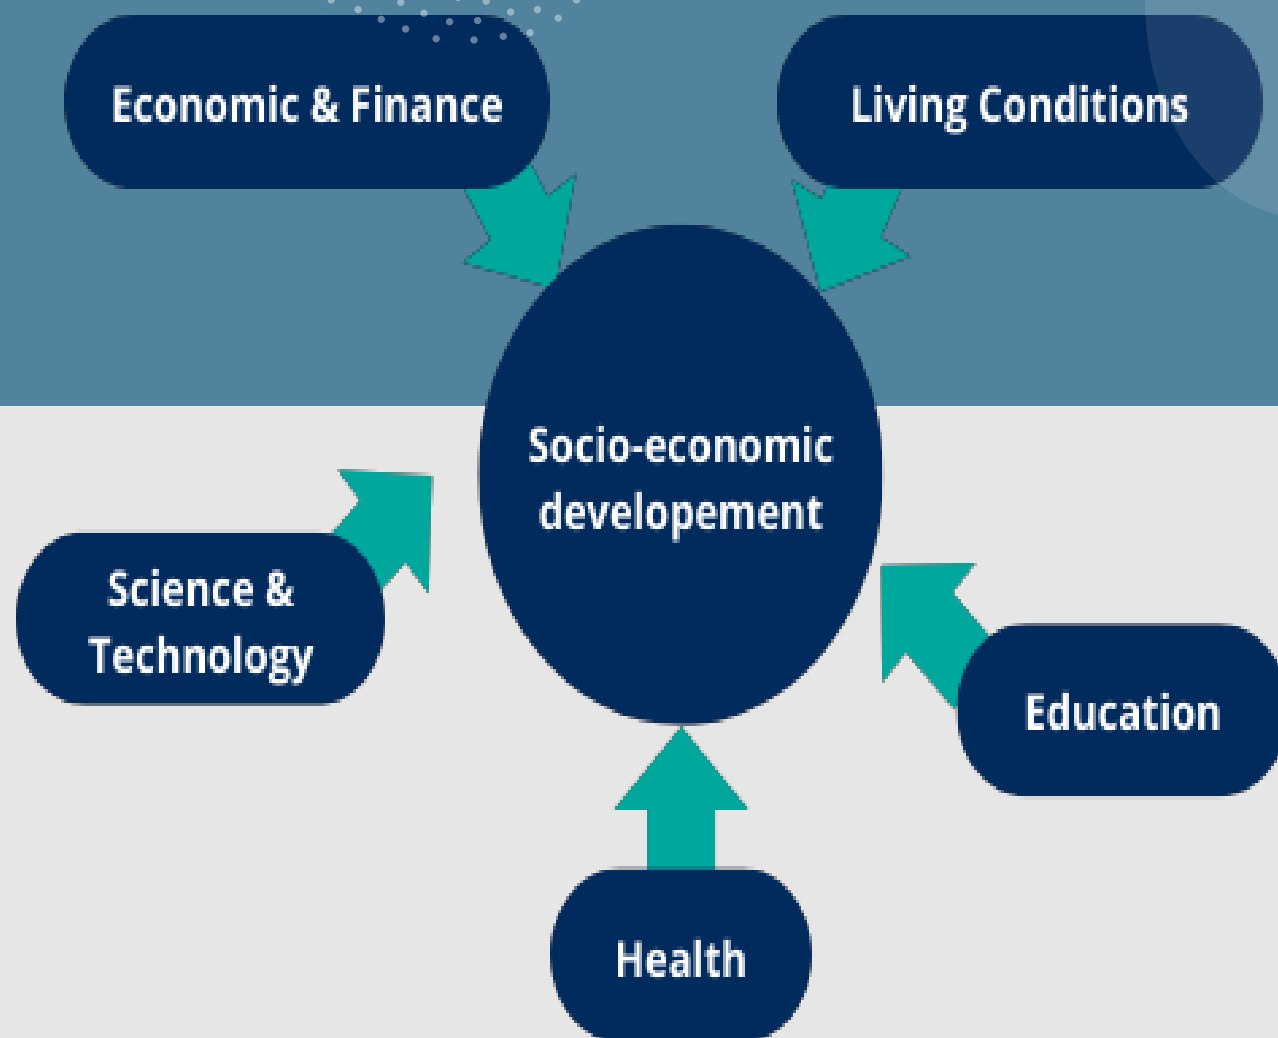 Economic & Finance
Living Conditions
Socio-economic
developement
Science &
Technology
Education
Health